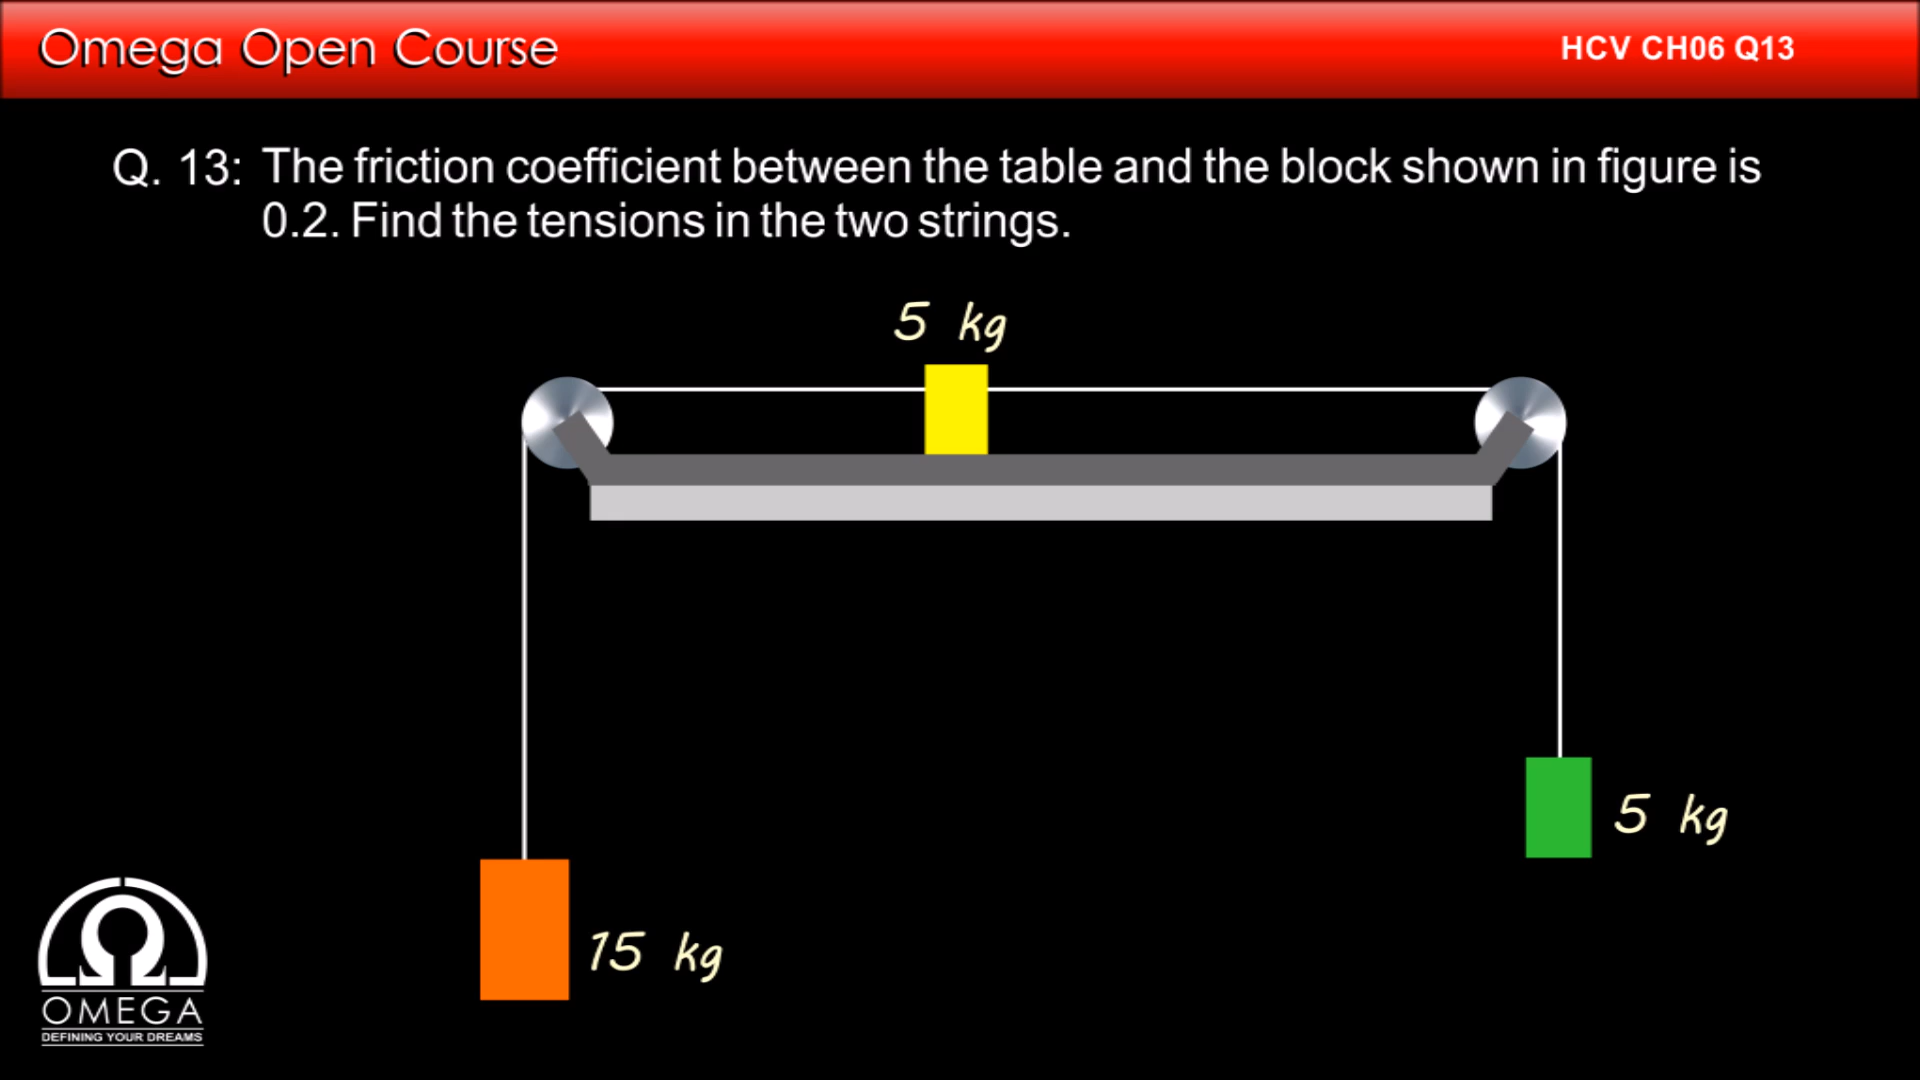 Omega Open Course
HCV CH06 Q13
Q. 13: The friction coefficient between the table and the block shown in figure is
0.2. Find the tensions in the two strings.
5 kg
5 kg
15 kg
OMEGA
DEFINING YOUR DREAMS